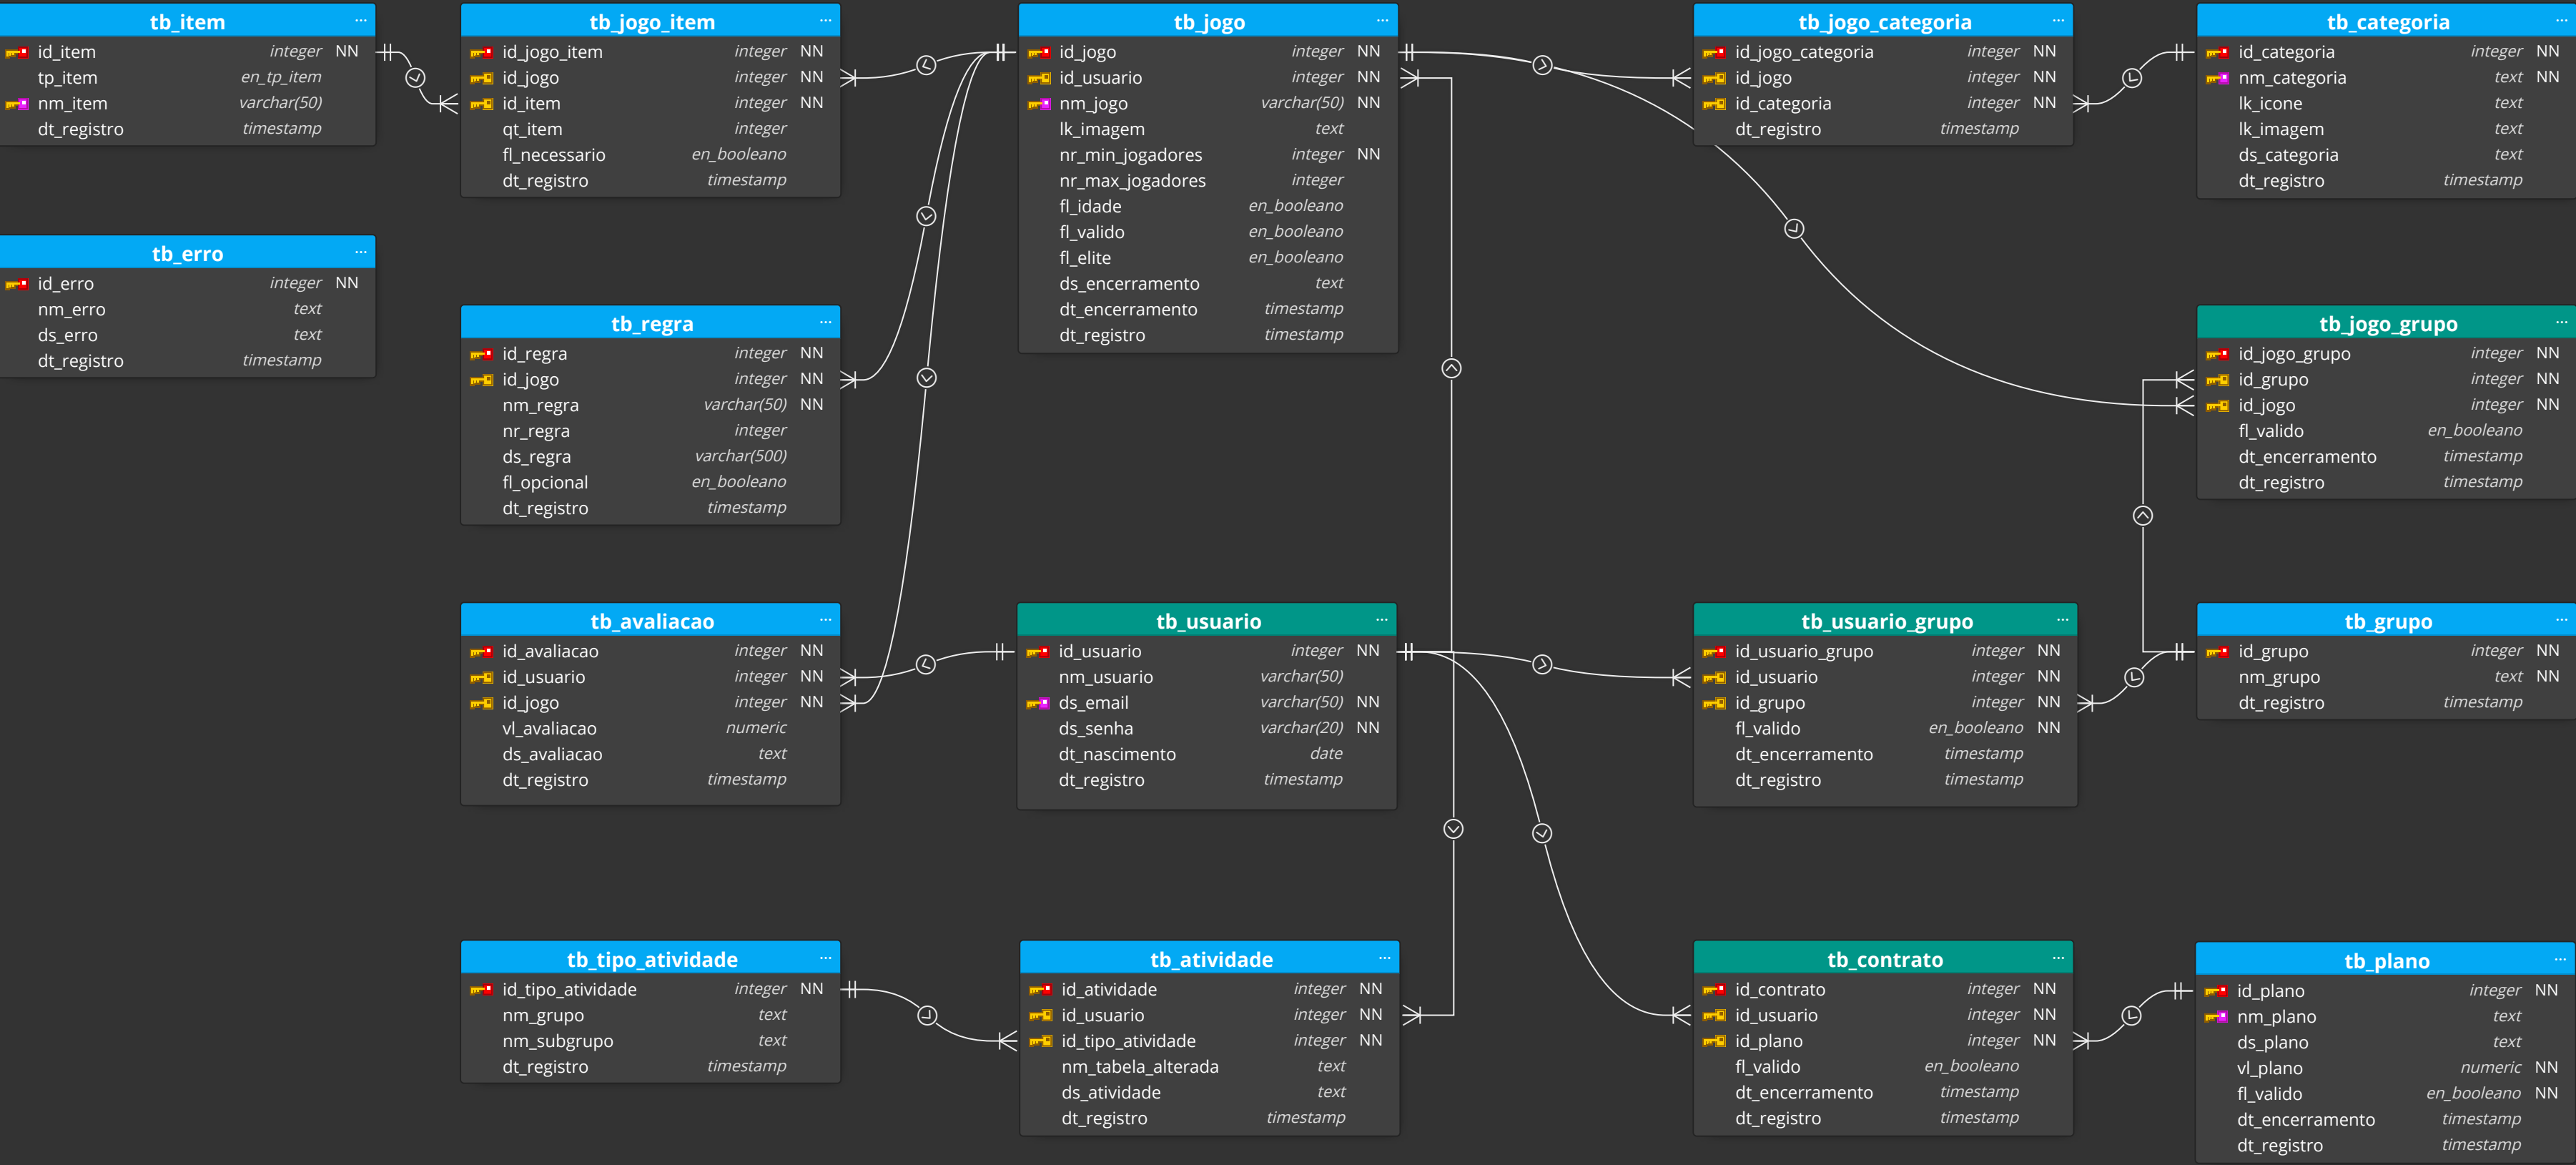 tb_item ...
id_item integer NN
tp_item en_tp_item
nm_item varchar(50)
dt_registro timestamp
tb_jogo_item ...
id_jogo_item integer NN
id_jogo integer NN
id_item integer NN
qt_item integer
fl_necessario en_booleano
dt_registro timestamp
tb_jogo ...
id_jogo integer NN
id_usuario integer NN
nm_jogo varchar(50) NN
lk_imagem text
nr_min_jogadores integer NN
nr_max_jogadores integer
fl_idade en_booleano
fl_valido en_booleano
fl_elite en_booleano
ds_encerramento text
dt_encerramento timestamp
dt_registro timestamp
tb_jogo_categoria ...
id_jogo_categoria integer NN
id_jogo integer NN
id_categoria integer NN
dt_registro timestamp
tb_categoria ...
id_categoria integer NN
nm_categoria text NN
lk_icone text
lk_imagem text
ds_categoria text
dt_registro timestamp
tb_erro ...
id_erro integer NN
nm_erro text
ds_erro text
dt_registro timestamp
tb_regra ...
id_regra integer NN
id_jogo integer NN
nm_regra varchar(50) NN
nr_regra integer
ds_regra varchar(500)
fl_opcional en_booleano
dt_registro timestamp
tb_jogo_grupo ...
id_jogo_grupo integer NN
id_grupo integer NN
id_jogo integer NN
fl_valido en_booleano
dt_encerramento timestamp
dt_registro timestamp
tb_avaliacao ...
id_avaliacao integer NN
id_usuario integer NN
id_jogo integer NN
vl_avaliacao numeric
ds_avaliacao text
dt_registro timestamp
tb_usuario ...
id_usuario integer NN
nm_usuario varchar(50)
ds_email varchar(50) NN
ds_senha varchar(20) NN
dt_nascimento date
dt_registro timestamp
tb_usuario_grupo ...
id_usuario_grupo integer NN
id_usuario integer NN
id_grupo integer NN
fl_valido en_booleano NN
dt_encerramento timestamp
dt_registro timestamp
tb_grupo ...
id_grupo integer NN
nm_grupo text NN
dt_registro timestamp
tb_tipo_atividade ...
id_tipo_atividade integer NN
nm_grupo text
nm_subgrupo text
dt_registro timestamp
tb_atividade ...
id_atividade integer NN
id_usuario integer NN
id_tipo_atividade integer NN
nm_tabela_alterada text
ds_atividade text
dt_registro timestamp
tb_contrato ...
id_contrato integer NN
id_usuario integer NN
id_plano integer NN
fl_valido en_booleano
dt_encerramento timestamp
dt_registro timestamp
tb_plano ...
id_plano integer NN
nm_plano text
ds_plano text
vl_plano numeric NN
fl_valido en_booleano NN
dt_encerramento timestamp
dt_registro timestamp